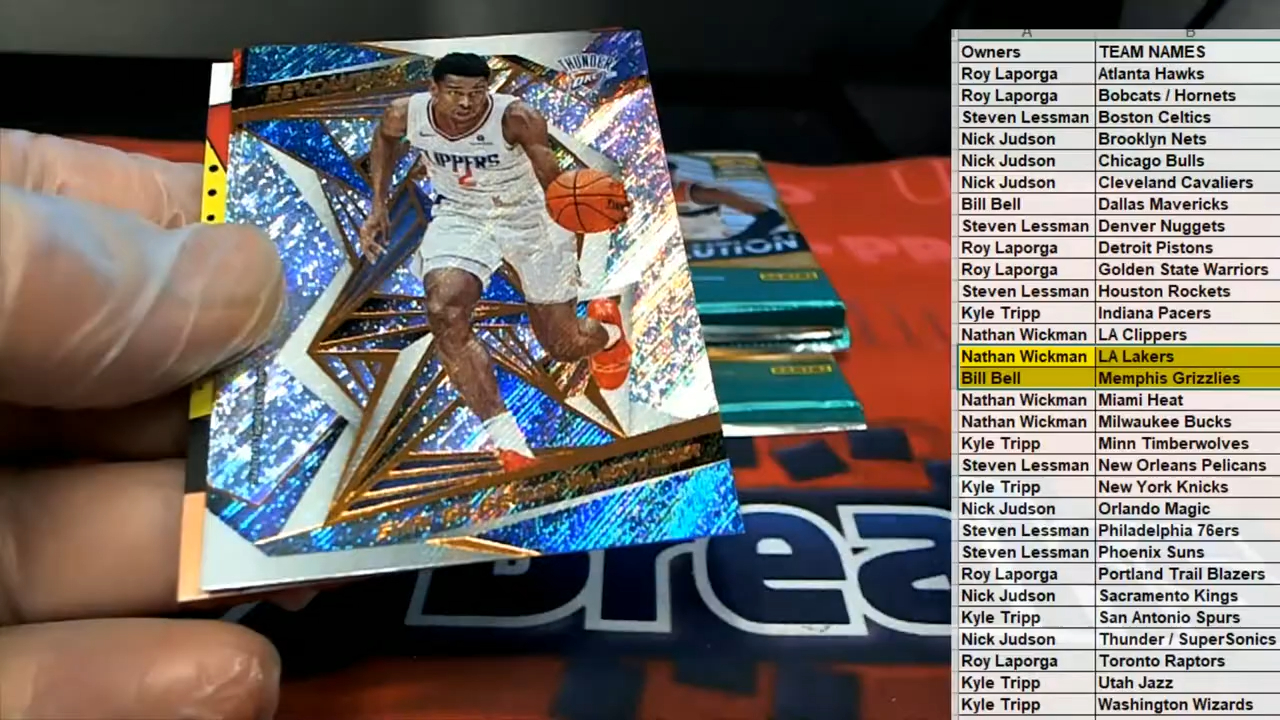 REVOLUTION
THUNDER
OKC
CLIPPERS
2
LUTION
PANINI
PANINI
Brea
A B
Owners TEAM NAMES
Roy Laporga Atlanta Hawks
Roy Laporga Bobcats / Hornets
Steven Lessman Boston Celtics
Nick Judson Brooklyn Nets
Nick Judson Chicago Bulls
Nick Judson Cleveland Cavaliers
Bill Bell Dallas Mavericks
Steven Lessman Denver Nuggets
Roy Laporga Detroit Pistons
Roy Laporga Golden State Warriors
Steven Lessman Houston Rockets
Kyle Tripp Indiana Pacers
Nathan Wickman LA Clippers
Nathan Wickman LA Lakers
Bill Bell Memphis Grizzlies
Nathan Wickman Miami Heat
Nathan Wickman Milwaukee Bucks
Kyle Tripp Minn Timberwolves
Steven Lessman New Orleans Pelicans
Kyle Tripp New York Knicks
Nick Judson Orlando Magic
Steven Lessman Philadelphia 76ers
Steven Lessman Phoenix Suns
Roy Laporga Portland Trail Blazers
Nick Judson Sacramento Kings
Kyle Tripp San Antonio Spurs
Nick Judson Thunder / SuperSonics
Roy Laporga Toronto Raptors
Kyle Tripp Utah Jazz
Kyle Tripp Washington Wizards